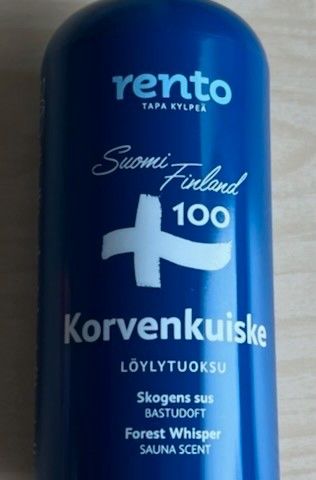 rento
TAPA KYLPEÄ
Suomi
Finland
100
Korvenkuiske
LÖYLYTUOKSU
Skogens sus
BASTUDOFT
Forest Whisper
SAUNA SCENT